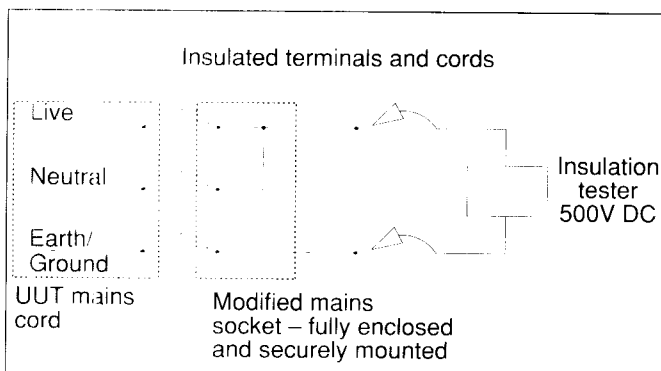 Insulated terminals and cords
Live
Neutral
Earth/
Ground
UUT mains
cord
Modified mains
socket – fully enclosed
and securely mounted
Insulation
tester
500V DC